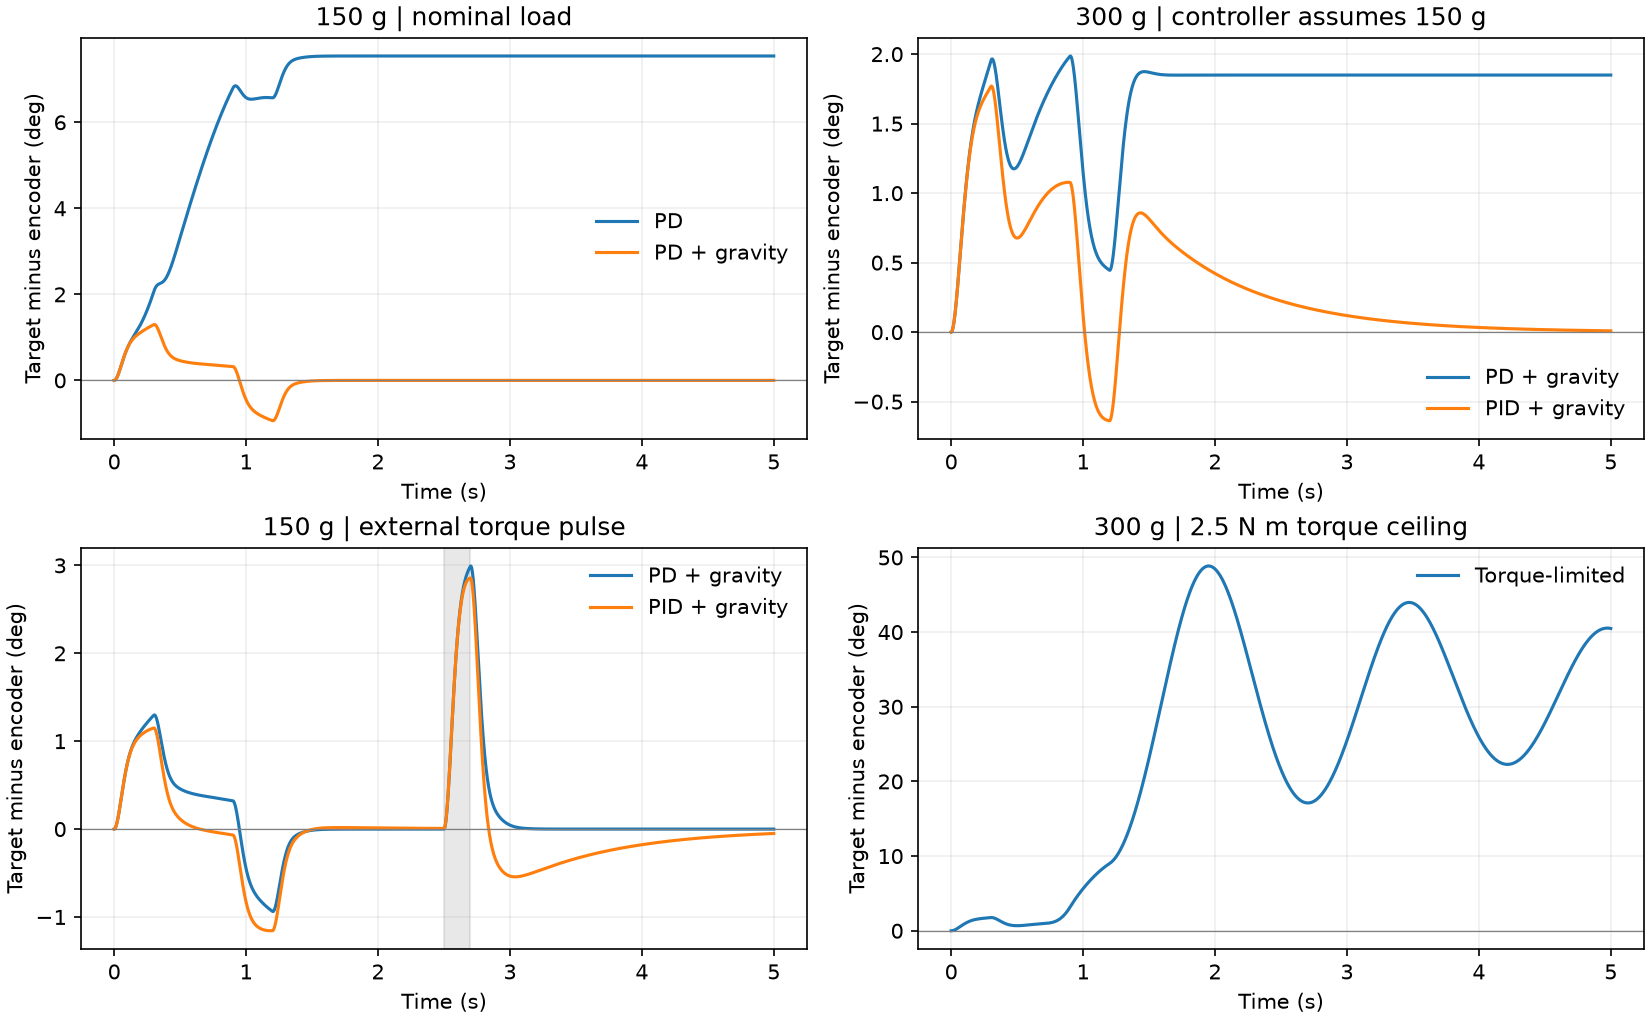 150 g | nominal load
Target minus encoder (deg)
6
4
2
0
PD
PD + gravity
0 1 2 3 4 5
Time (s)
300 g | controller assumes 150 g
Target minus encoder (deg)
2.0
1.5
1.0
0.5
0.0
−0.5
PD + gravity
PID + gravity
0 1 2 3 4 5
Time (s)
150 g | external torque pulse
Target minus encoder (deg)
3
2
1
0
−1
PD + gravity
PID + gravity
0 1 2 3 4 5
Time (s)
300 g | 2.5 N m torque ceiling
Target minus encoder (deg)
50
40
30
20
10
0
Torque-limited
0 1 2 3 4 5
Time (s)